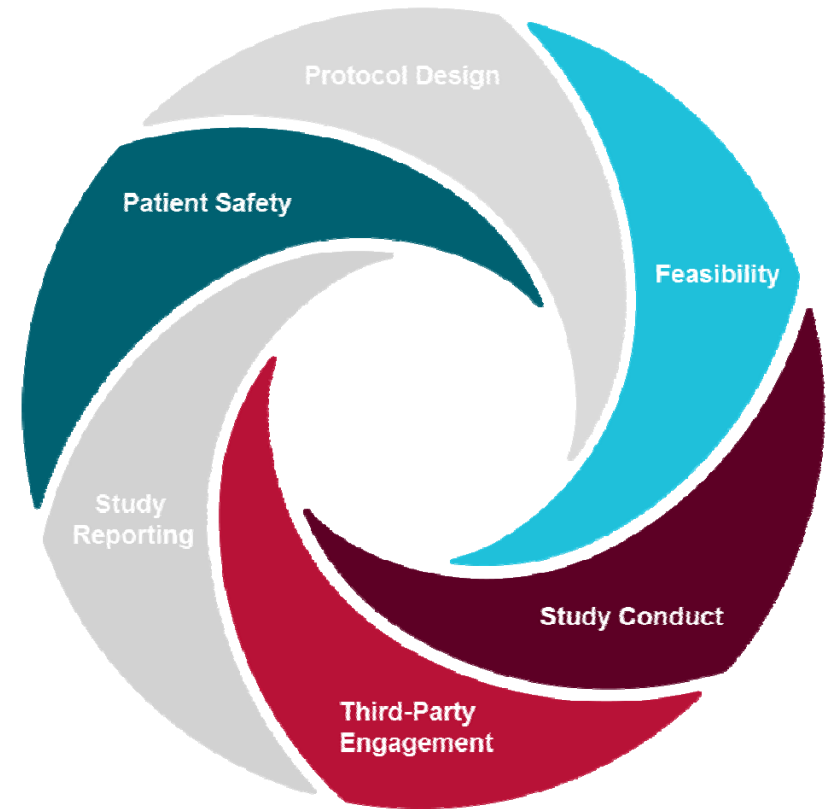 Protocol Design
Patient Safety
Feasibility
Study
Reporting
Study Conduct
Third-Party
Engagement